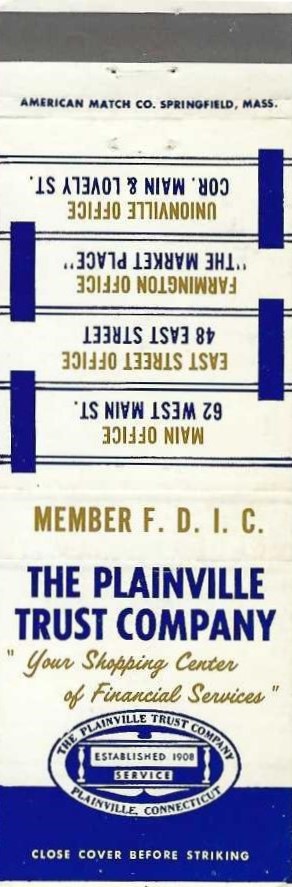 AMERICAN MATCH CO. SPRINGFIELD, MASS.
MAIN OFFICE
62 WEST MAIN ST.
EAST STREET OFFICE
48 EAST STREET
FARMINGTON OFFICE
"THE MARKET PLACE"
UNIONVILLE OFFICE
COR. MAIN & LOVELY ST.
MEMBER F. D. I. C.
THE PLAINVILLE
TRUST COMPANY
"Your Shopping Center
of Financial Services"
THE PLAINVILLE TRUST COMPANY
ESTABLISHED 1908
SERVICE
PLAINVILLE, CONNECTICUT
CLOSE COVER BEFORE STRIKING